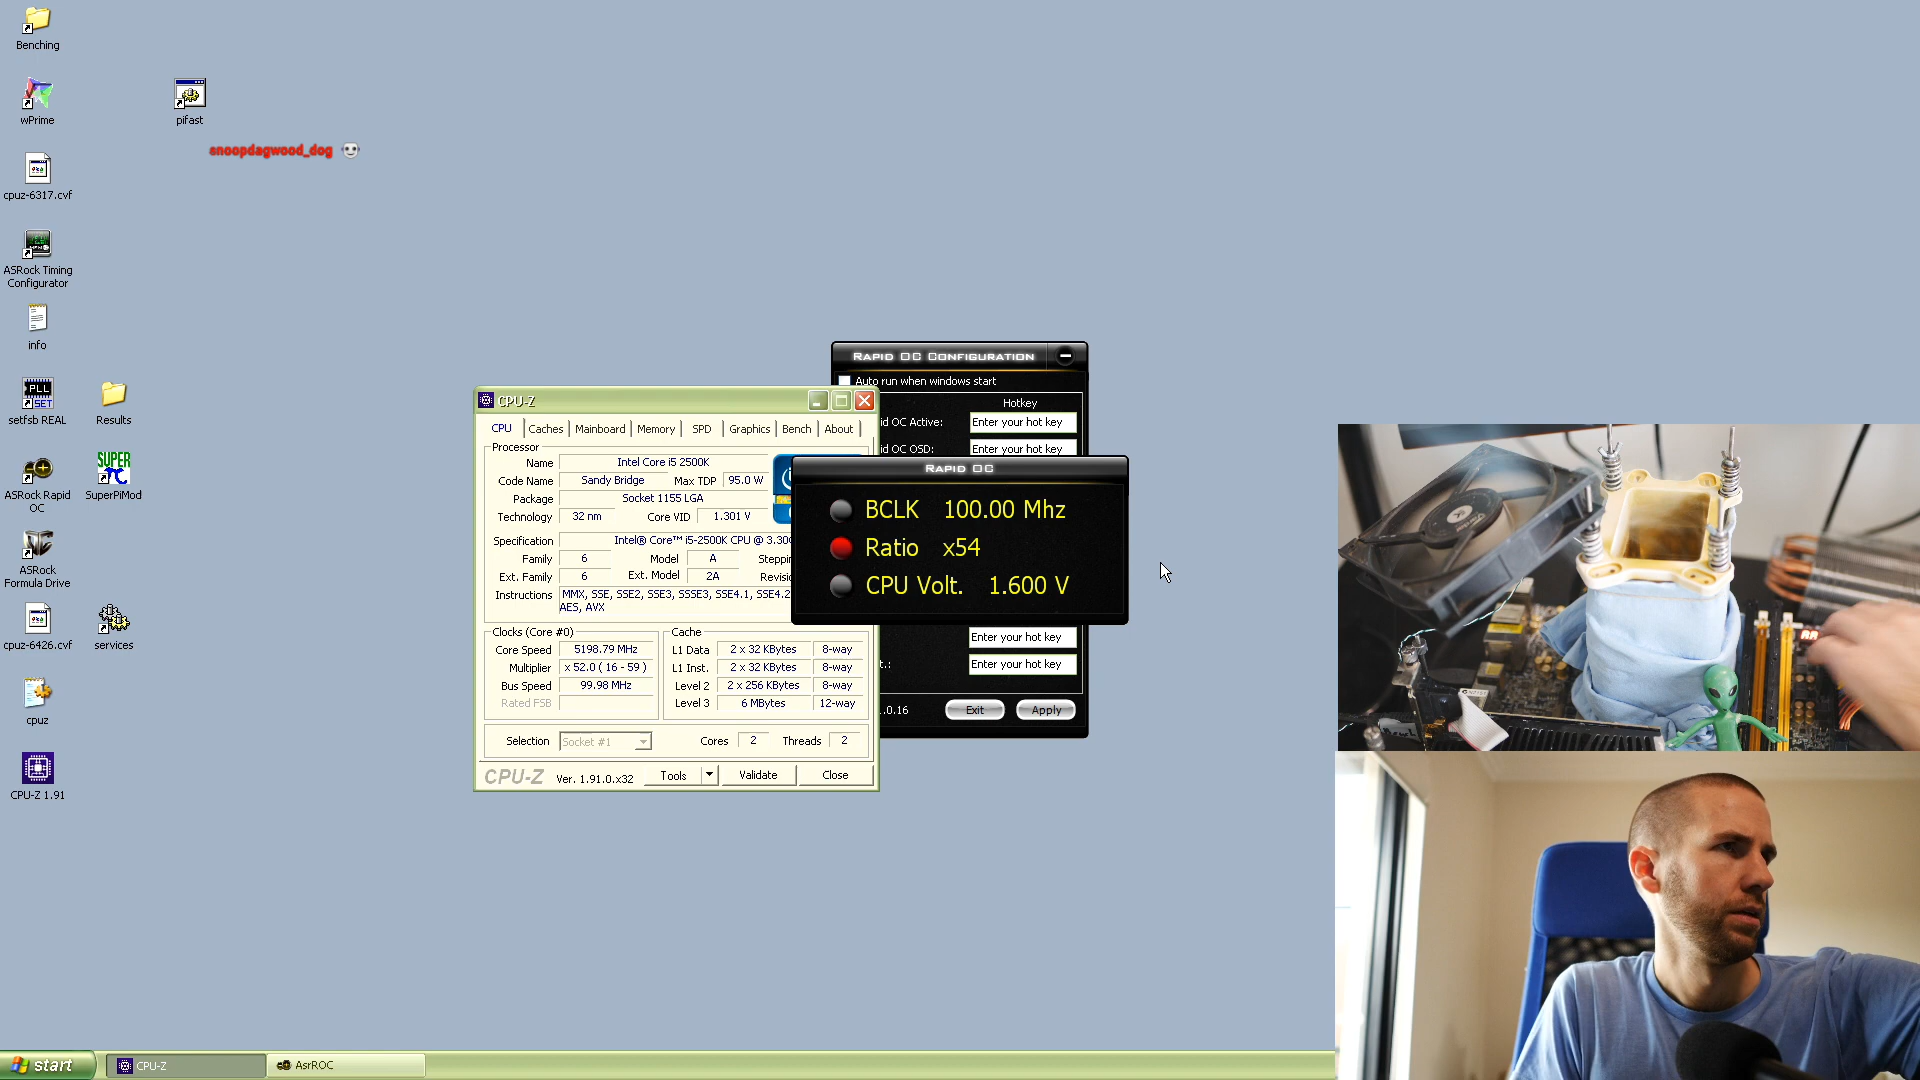 Benching
wPrime
pifast
snoopdagwood_dog
cpuz-6317.cvf
ASRock Timing
Configurator
info
PLL
SET
setfsb REAL
Results
ASRock Rapid
OC
SUPER
SuperPiMod
ASRock
Formula Drive
cpuz-6426.cvf
services
cpuz
CPU-Z 1.91
Rapid OC Configuration
Auto run when windows start
Hotkey
id OC Active:
Enter your hot key
id OC OSD:
Enter your hot key
Enter your hot key
t.:
Enter your hot key
.0.16
Exit
Apply
CPU-Z
CPU
Caches
Mainboard
Memory
SPD
Graphics
Bench
About
Processor
Name
Intel Core i5 2500K
Code Name
Sandy Bridge
Max TDP
95.0 W
Package
Socket 1155 LGA
Technology
32 nm
Core VID
1.301 V
Specification
Intel® Core™ i5-2500K CPU @ 3.30G
Family
6
Model
A
Steppin
Ext. Family
6
Ext. Model
2A
Revisio
Instructions
MMX, SSE, SSE2, SSE3, SSSE3, SSE4.1, SSE4.2
AES, AVX
Clocks (Core #0)
Core Speed
5198.79 MHz
Multiplier
x 52.0 ( 16 - 59 )
Bus Speed
99.98 MHz
Rated FSB
Cache
L1 Data
2 x 32 KBytes
8-way
L1 Inst.
2 x 32 KBytes
8-way
Level 2
2 x 256 KBytes
8-way
Level 3
6 MBytes
12-way
Selection
Socket #1
Cores
2
Threads
2
CPU-Z
Ver. 1.91.0.x32
Tools
Validate
Close
Rapid OC
BCLK 100.00 Mhz
Ratio x54
CPU Volt. 1.600 V
start
CPU-Z
AsrROC